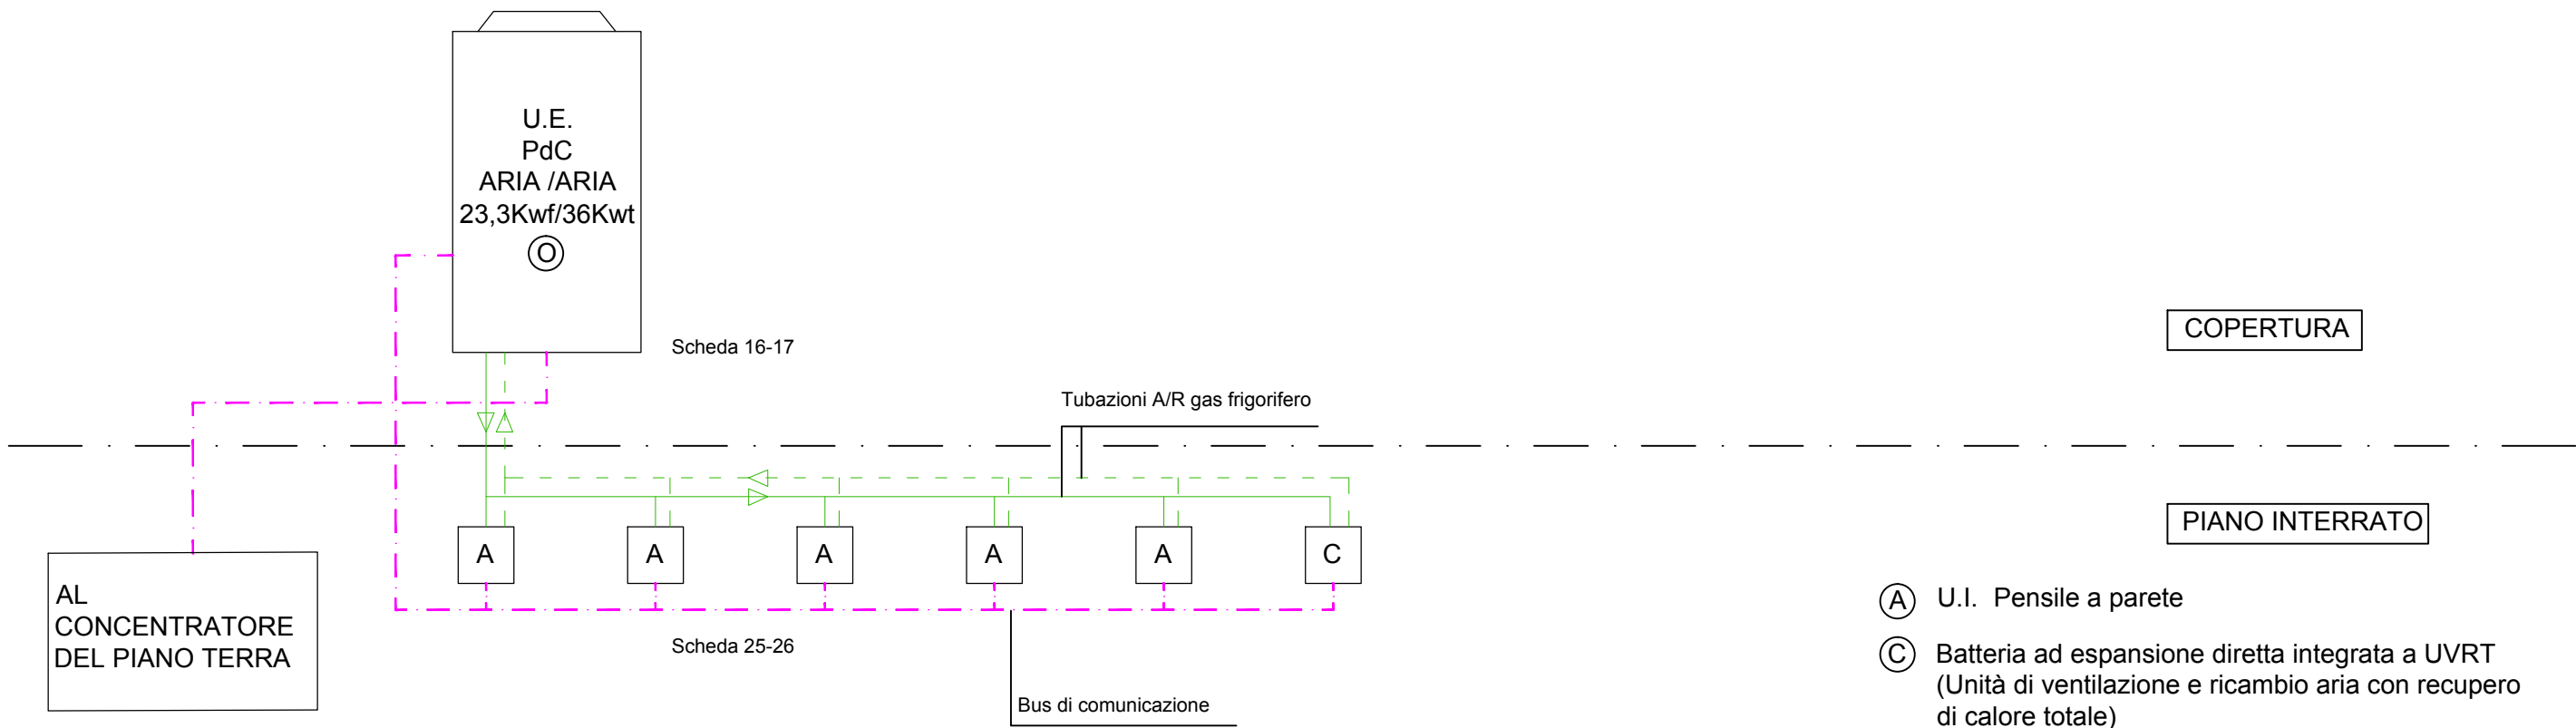 U.E.
PdC
ARIA /ARIA
23,3Kwf/36Kwt
O
Scheda 16-17
COPERTURA
Tubazioni A/R gas frigorifero
PIANO INTERRATO
A A A A A C
AL
CONCENTRATORE
DEL PIANO TERRA
Scheda 25-26
Bus di comunicazione
A U.I. Pensile a parete
C Batteria ad espansione diretta integrata a UVRT
(Unità di ventilazione e ricambio aria con recupero
di calore totale)